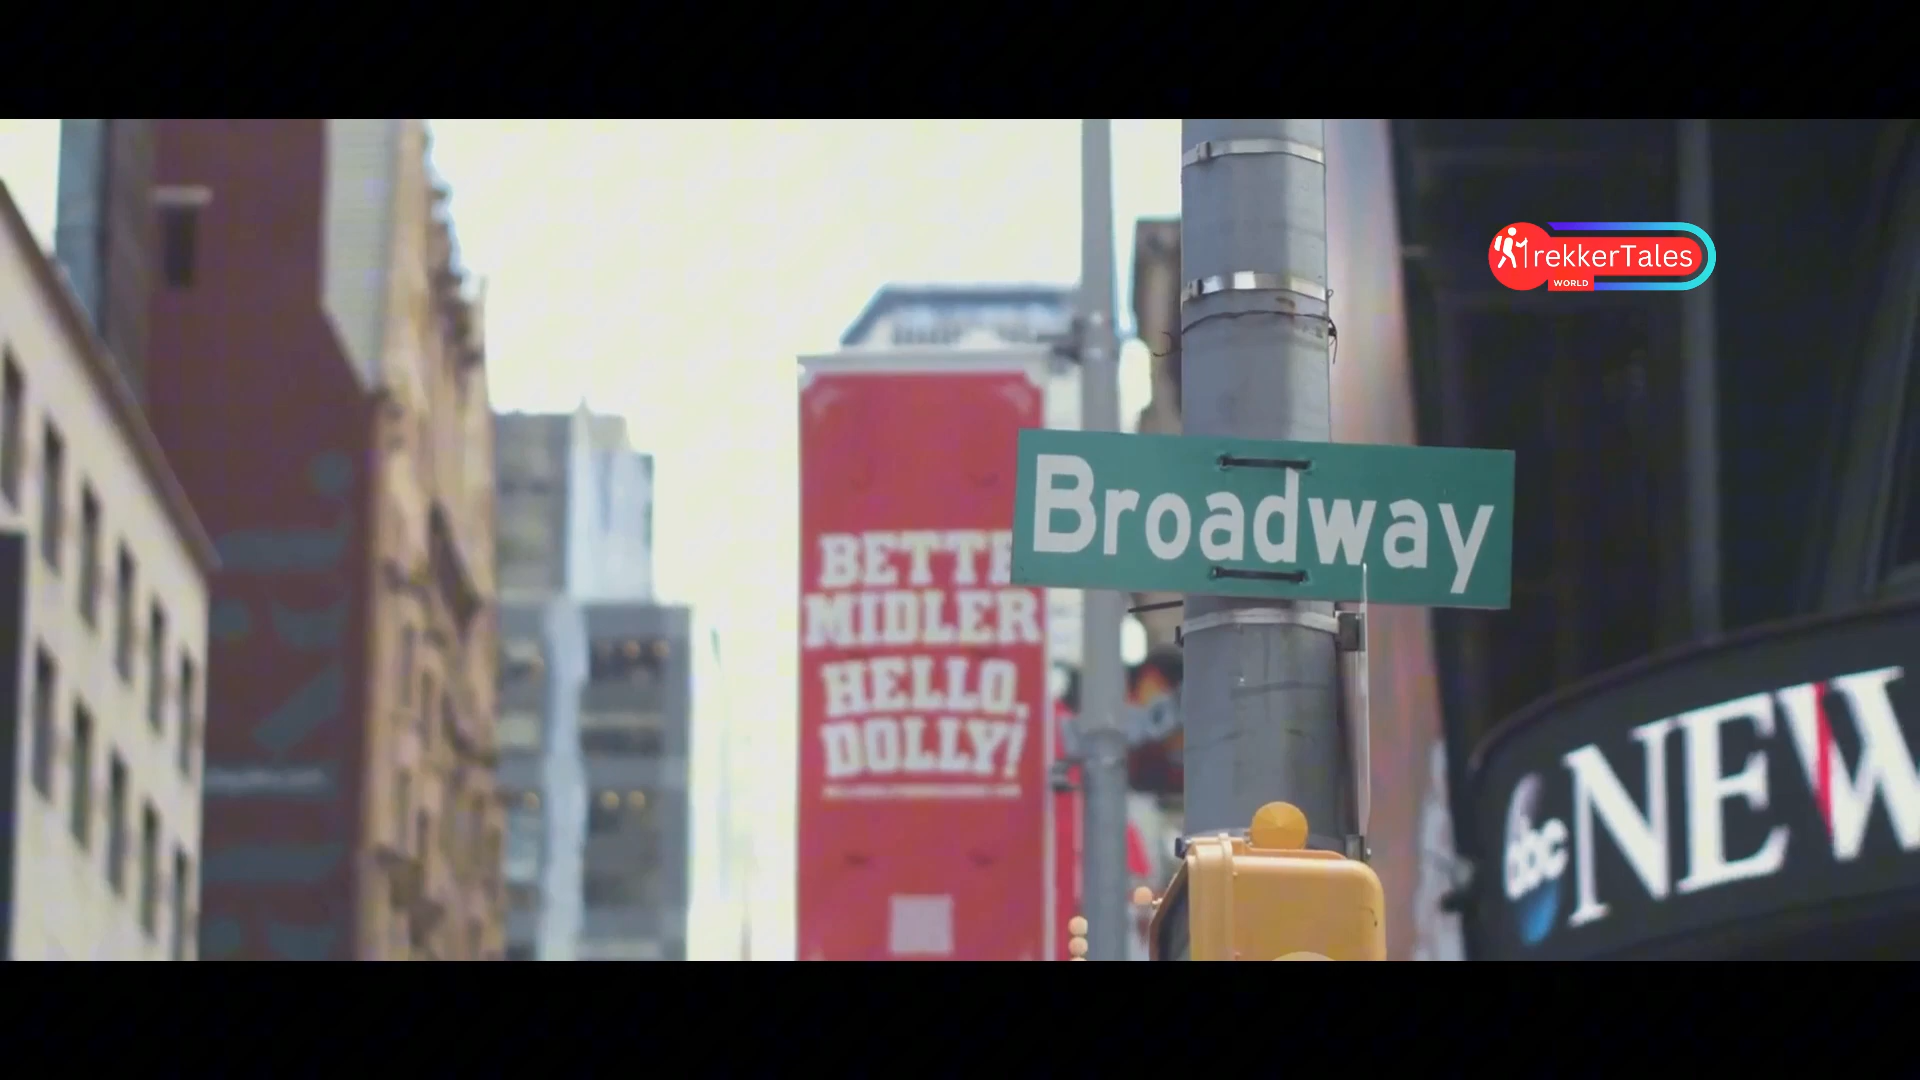 TrekkerTales
WORLD
Broadway
BETTE
MIDLER
HELLO,
DOLLY!
abc NEW